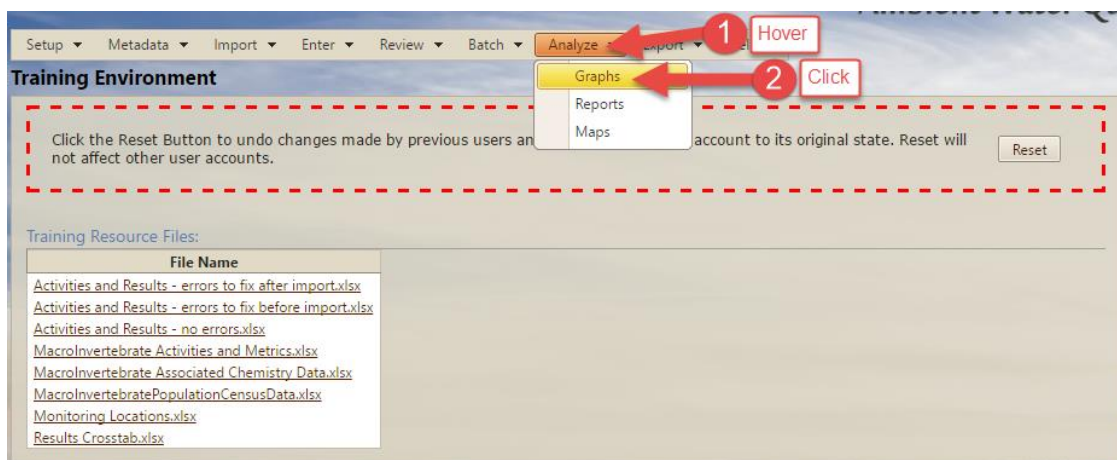 Setup Metadata Import Enter Review Batch Analyze Export
1 Hover
Training Environment
Graphs
2 Click
Reports
Maps
Click the Reset Button to undo changes made by previous users an account to its original state. Reset will
not affect other user accounts.
Reset
Training Resource Files:
File Name
Activities and Results - errors to fix after import.xlsx
Activities and Results - errors to fix before import.xlsx
Activities and Results - no errors.xlsx
MacroInvertebrate Activities and Metrics.xlsx
MacroInvertebrate Associated Chemistry Data.xlsx
MacroInvertebratePopulationCensusData.xlsx
Monitoring Locations.xlsx
Results Crosstab.xlsx